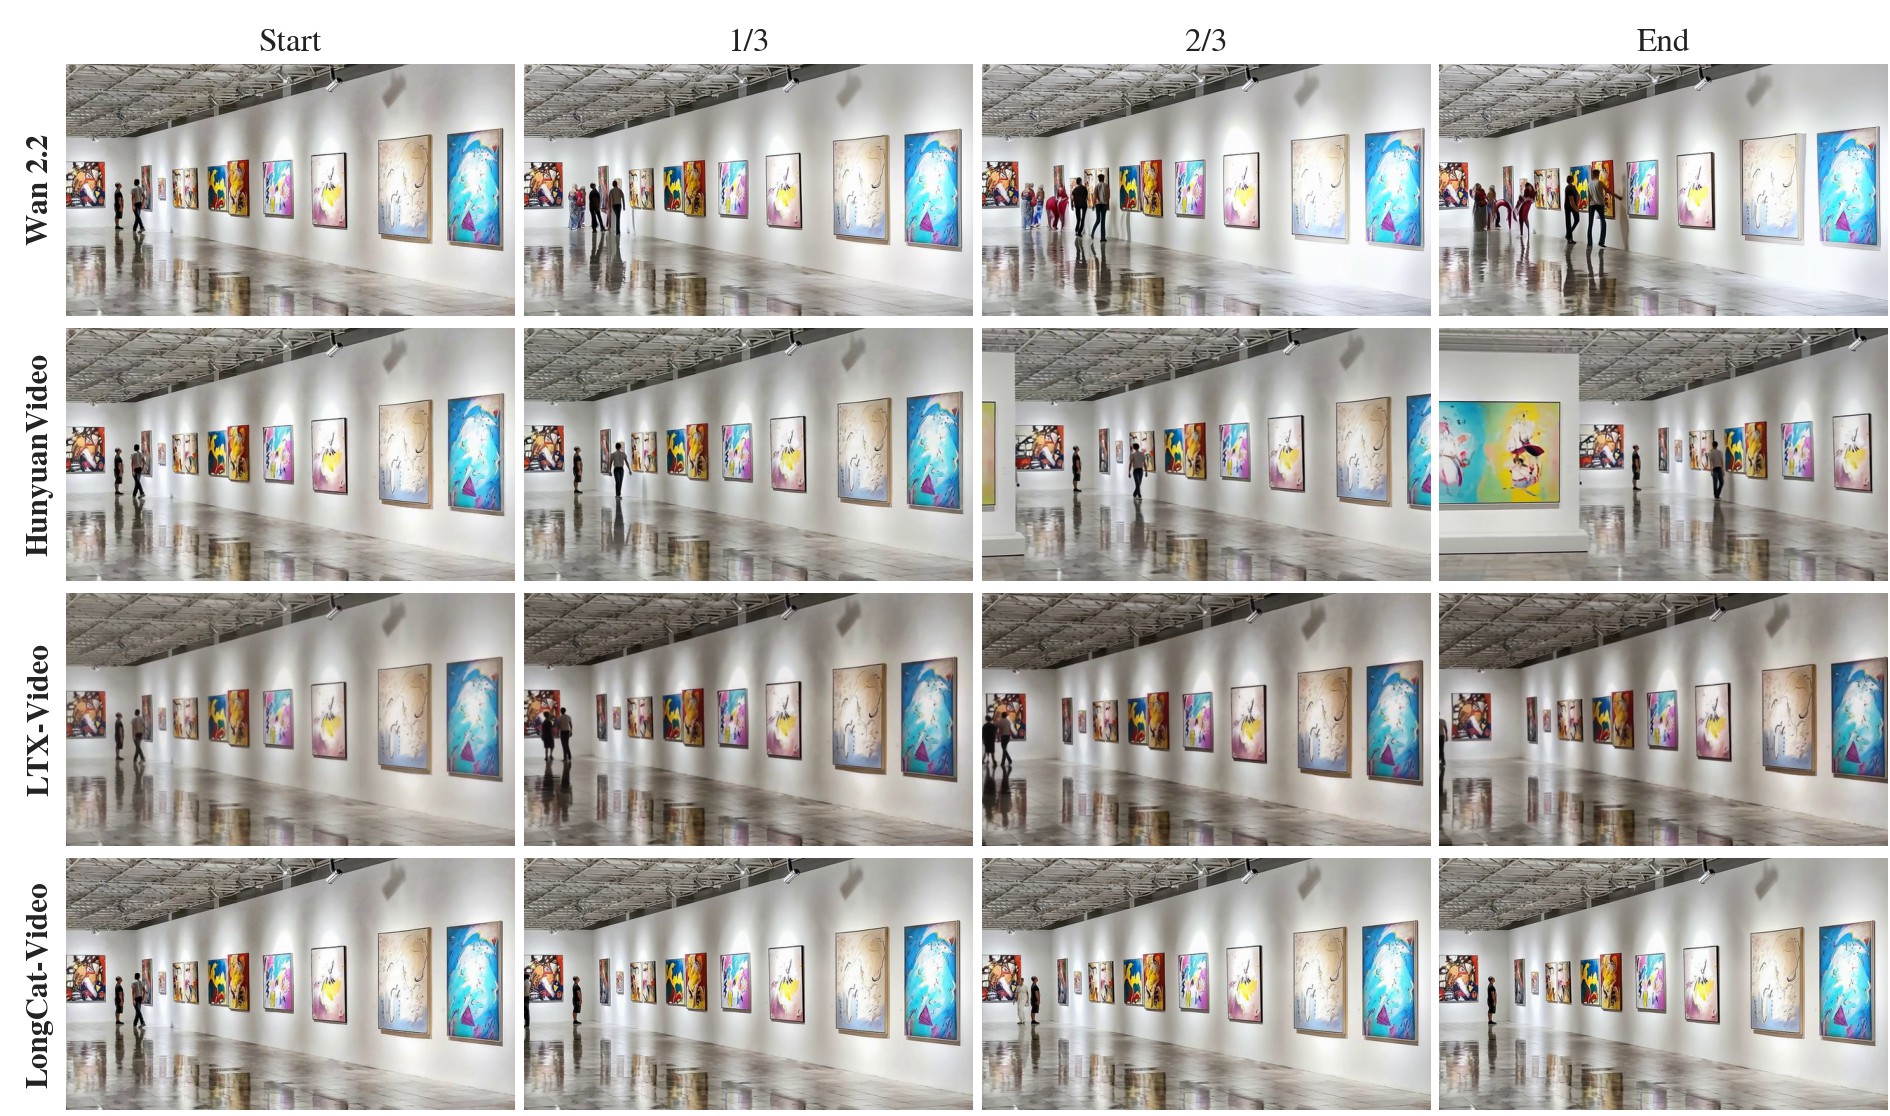 Start 1/3 2/3 End
Wan 2.2
HunyuanVideo
LTX-Video
LongCat-Video